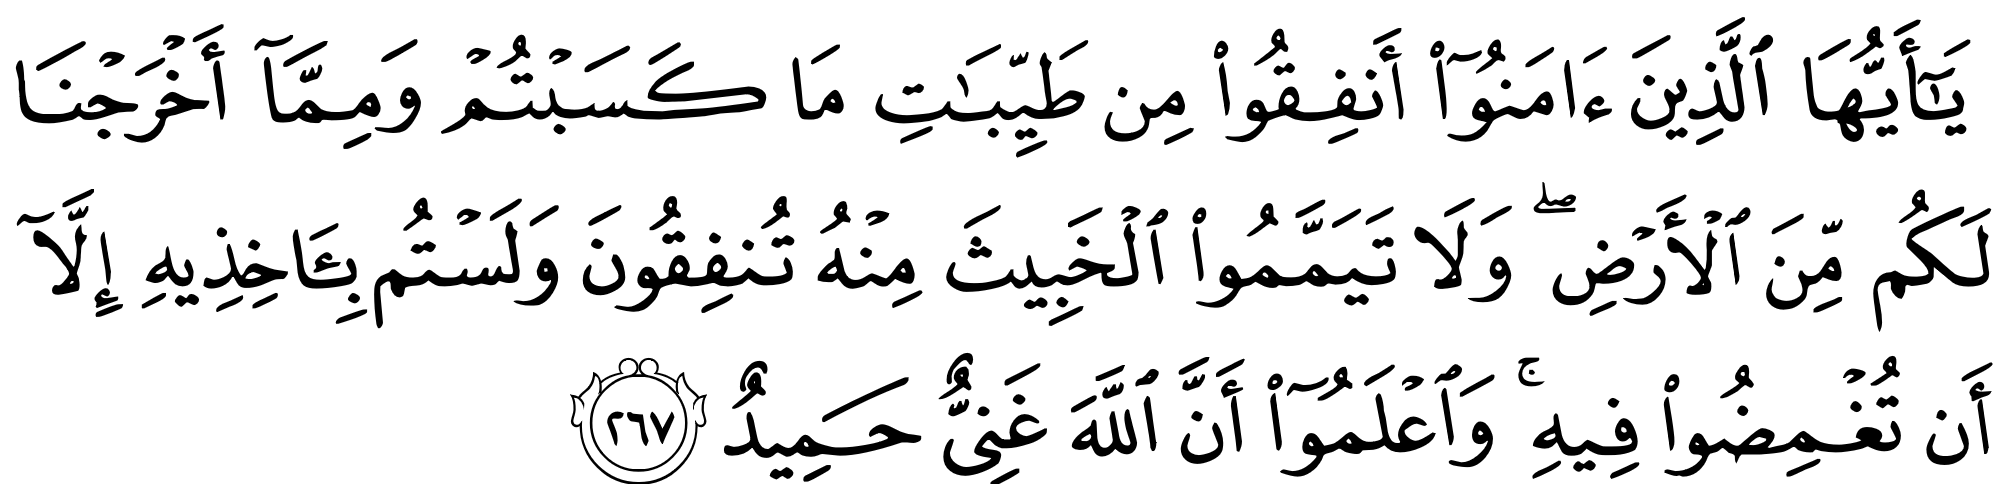 يَـٰٓأَيُّهَا ٱلَّذِينَ ءَامَنُوٓا۟ أَنفِقُوا۟ مِن طَيِّبَـٰتِ مَا كَسَبْتُمْ وَمِمَّآ أَخْرَجْنَا
لَكُم مِّنَ ٱلْأَرْضِ ۖ وَلَا تَيَمَّمُوا۟ ٱلْخَبِيثَ مِنْهُ تُنفِقُونَ وَلَسْتُم بِـَٔاخِذِيهِ إِلَّآ
أَن تُغْمِضُوا۟ فِيهِ ۚ وَٱعْلَمُوٓا۟ أَنَّ ٱللَّهَ غَنِىٌّ حَمِيدٌ ٢٦٧